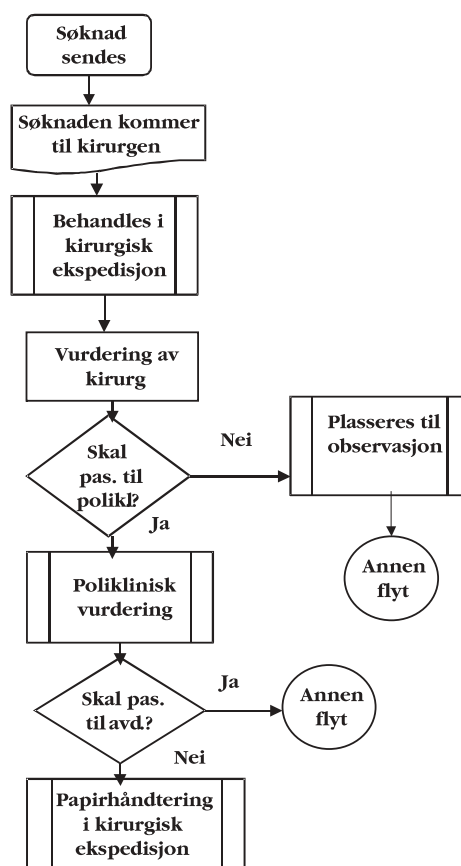 Søknad
sendes
Søknaden kommer
til kirurgen
Behandles i
kirurgisk
ekspedisjon
Vurdering av
kirurg
Skal
pas. til
polikl?
Nei
Plasseres til
observasjon
Annen
flyt
Ja
Poliklinisk
vurdering
Skal pas.
til avd.?
Ja
Annen
flyt
Nei
Papirhåndtering
i kirurgisk
ekspedisjon